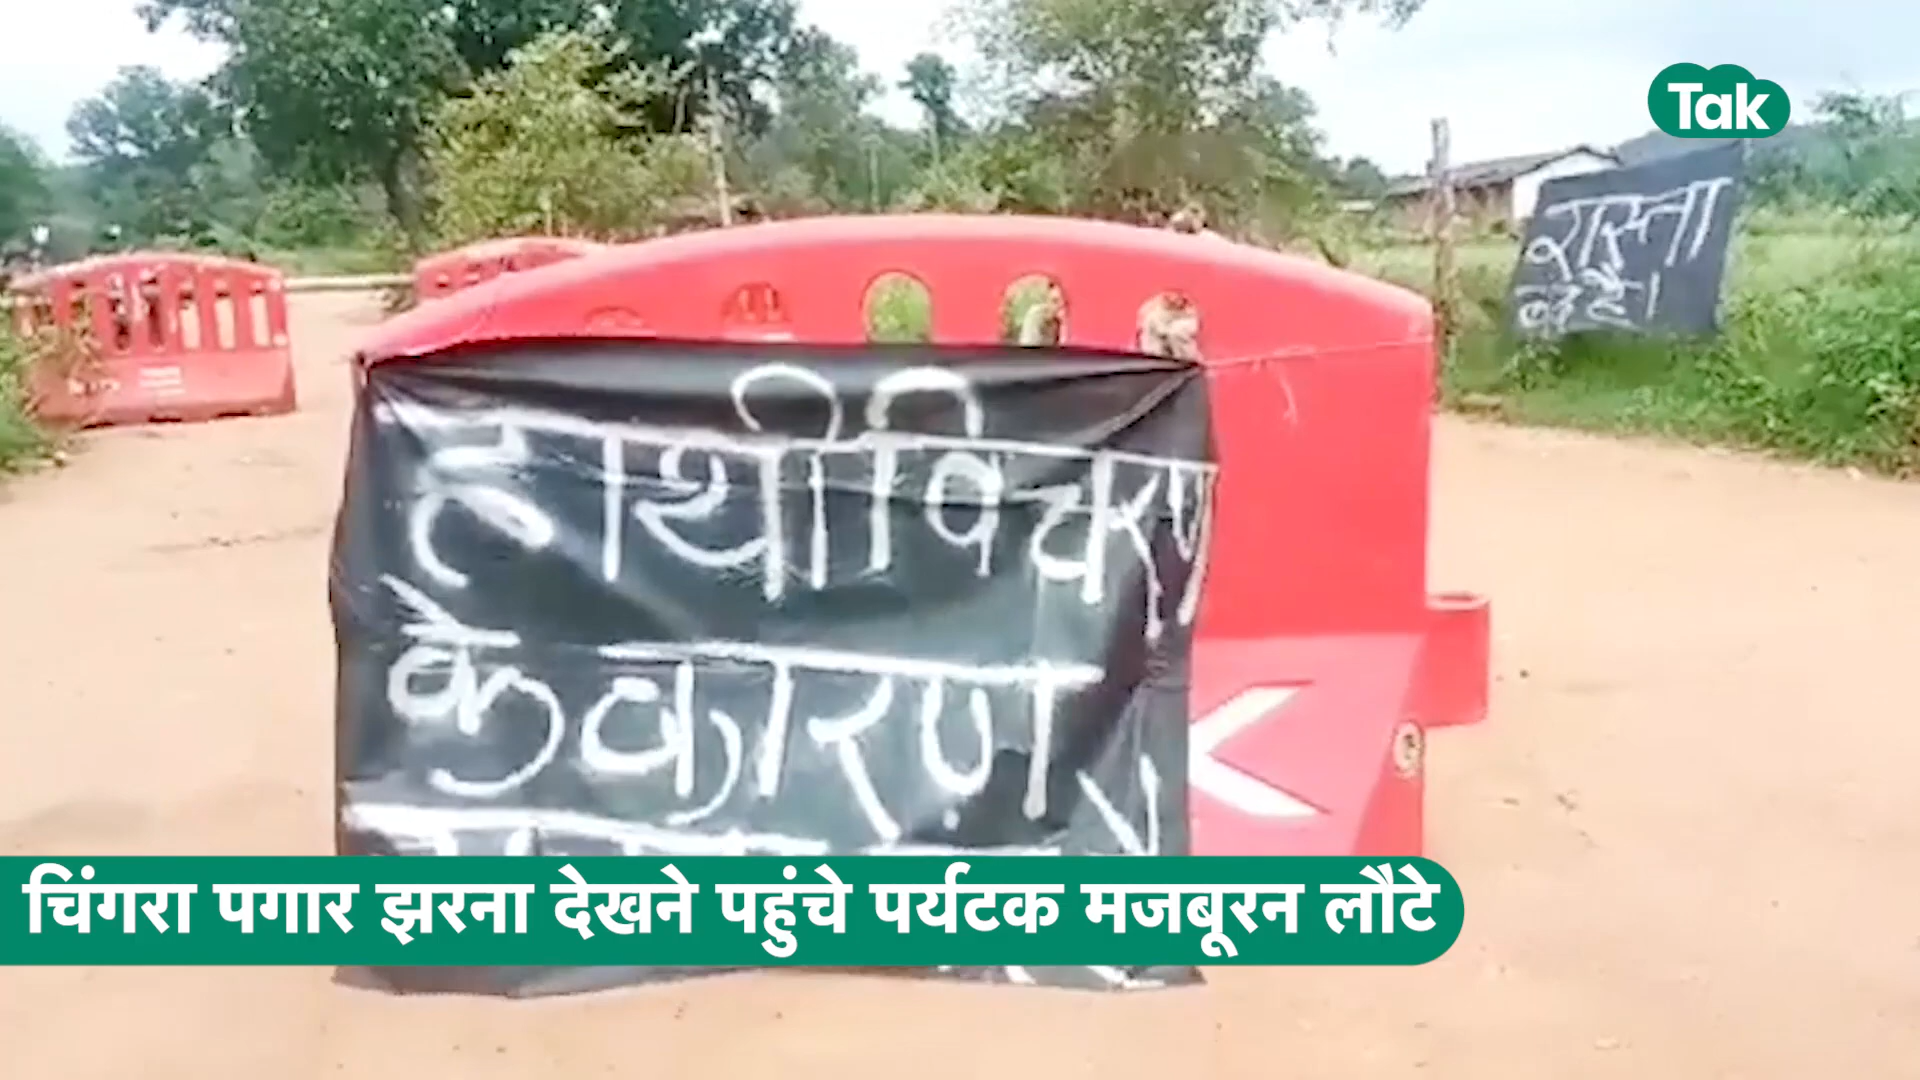 Tak
रास्ता
बंद है।
हाथी विचरण
के कारण
चिंगरा पगार झरना देखने पहुंचे पर्यटक मजबूरन लौटे